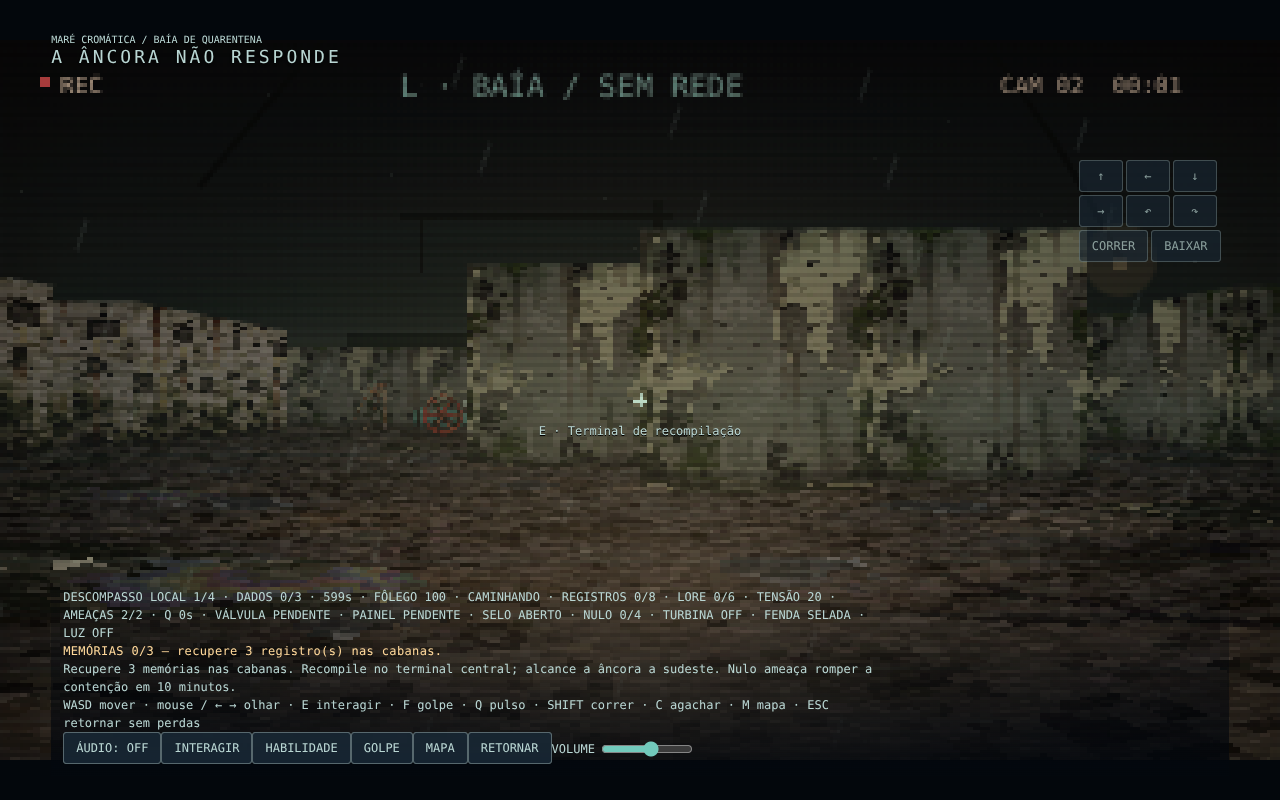 MARÉ CROMÁTICA / BAÍA DE QUARENTENA
A ÂNCORA NÃO RESPONDE
REC
L · BAÍA / SEM REDE
CAM 02 00:01
↑ ← ↓
→ ↶ ↷
CORRER BAIXAR
E · Terminal de recompilação
DESCOMPASSO LOCAL 1/4 · DADOS 0/3 · 599s · FÔLEGO 100 · CAMINHANDO · REGISTROS 0/8 · LORE 0/6 · TENSÃO 20 ·
AMEAÇAS 2/2 · Q 0s · VÁLVULA PENDENTE · PAINEL PENDENTE · SELO ABERTO · NULO 0/4 · TURBINA OFF · FENDA SELADA ·
LUZ OFF
MEMÓRIAS 0/3 — recupere 3 registro(s) nas cabanas.
Recupere 3 memórias nas cabanas. Recompile no terminal central; alcance a âncora a sudeste. Nulo ameaça romper a
contenção em 10 minutos.
WASD mover · mouse / ← → olhar · E interagir · F golpe · Q pulso · SHIFT correr · C agachar · M mapa · ESC
retornar sem perdas
ÁUDIO: OFF INTERAGIR HABILIDADE GOLPE MAPA RETORNAR VOLUME